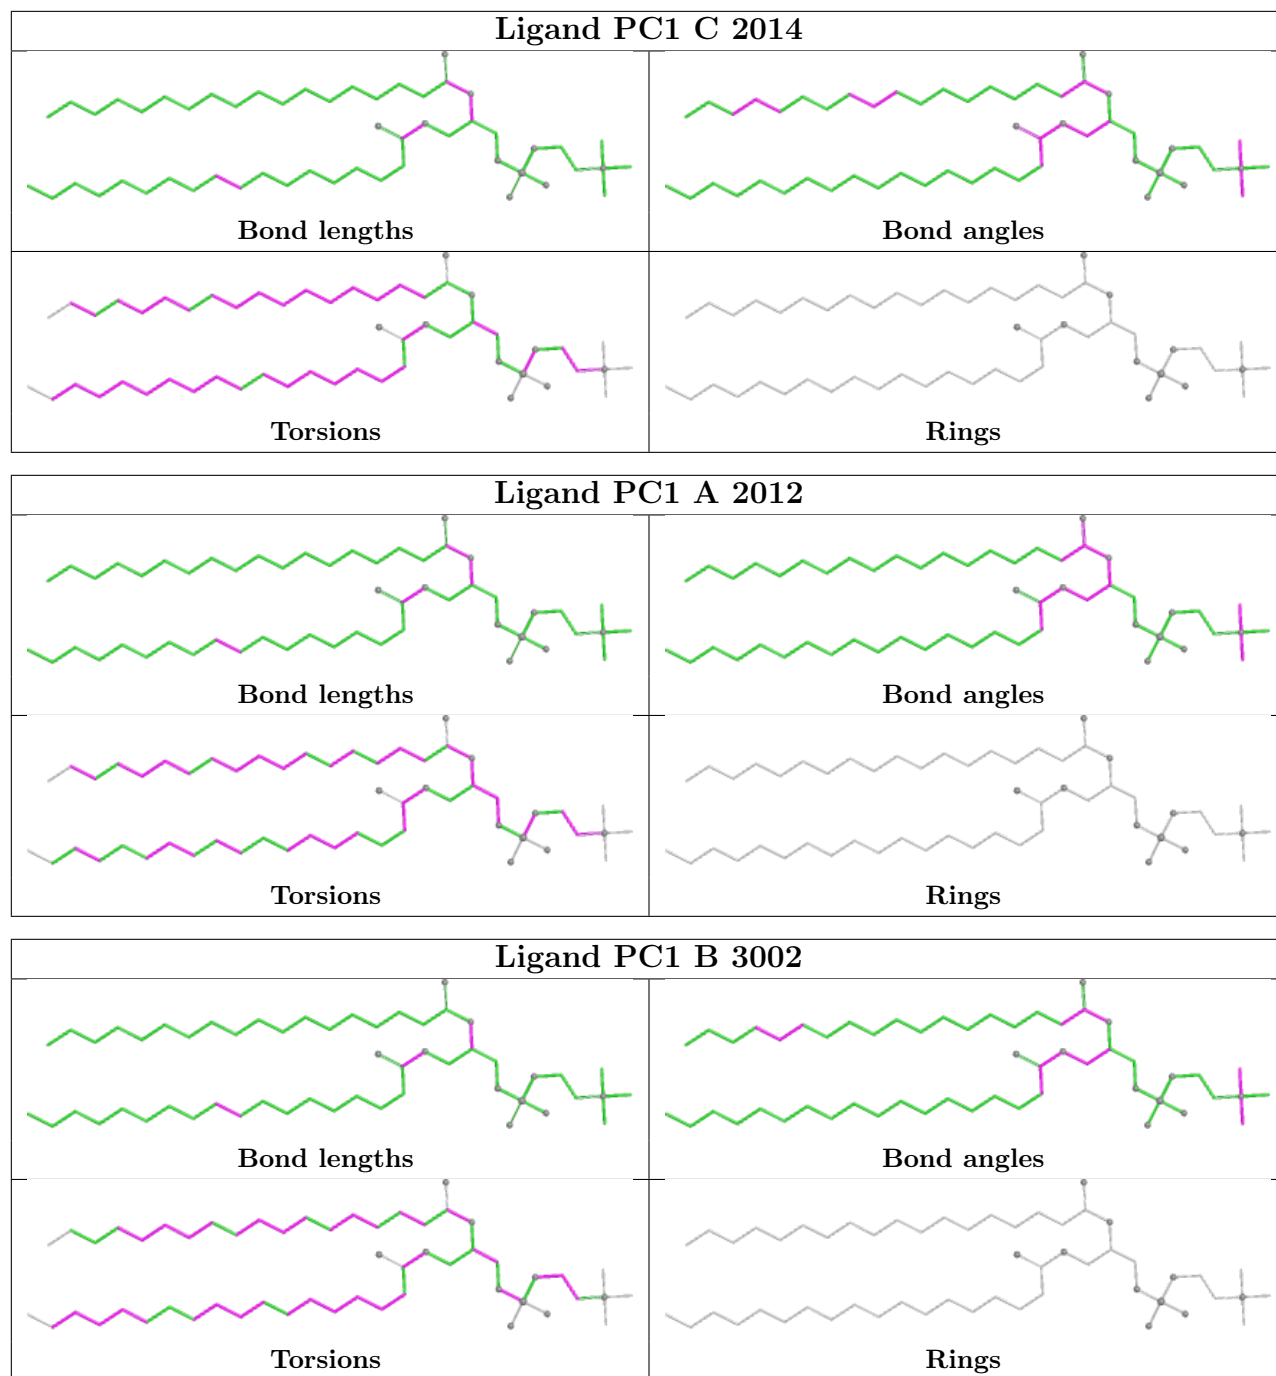 Ligand PC1 C 2014
Bond lengths
Bond angles
Torsions
Rings
Ligand PC1 A 2012
Bond lengths
Bond angles
Torsions
Rings
Ligand PC1 B 3002
Bond lengths
Bond angles
Torsions
Rings